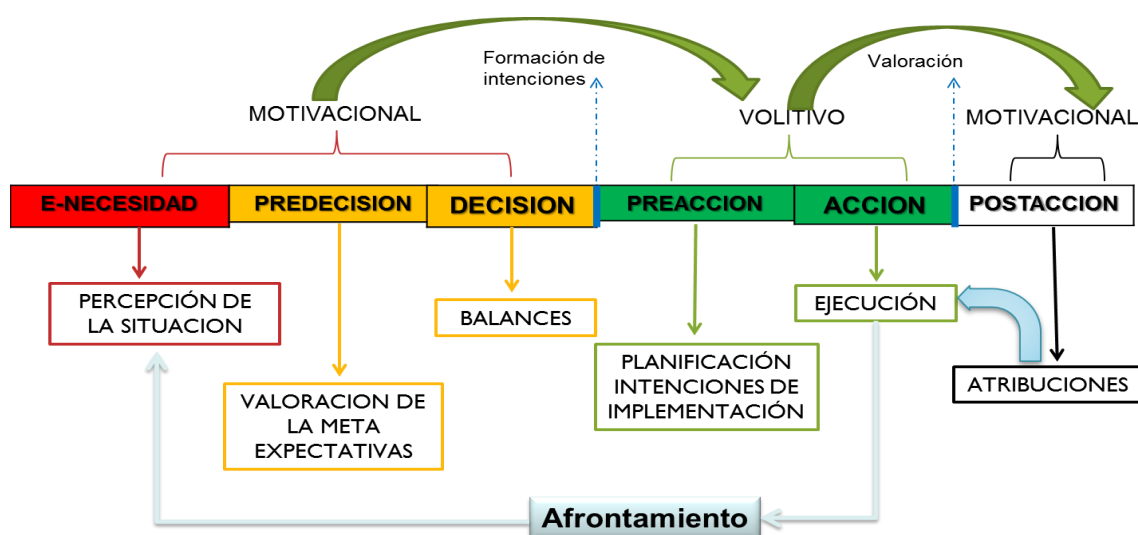 Formación de
intenciones
Valoración
MOTIVACIONAL
VOLITIVO
MOTIVACIONAL
E-NECESIDAD
PREDECISION
DECISION
PREACCION
ACCION
POSTACCION
PERCEPCIÓN DE
LA SITUACION
BALANCES
EJECUCIÓN
PLANIFICACIÓN
INTENCIONES DE
IMPLEMENTACIÓN
ATRIBUCIONES
VALORACION DE
LA META
EXPECTATIVAS
Afrontamiento